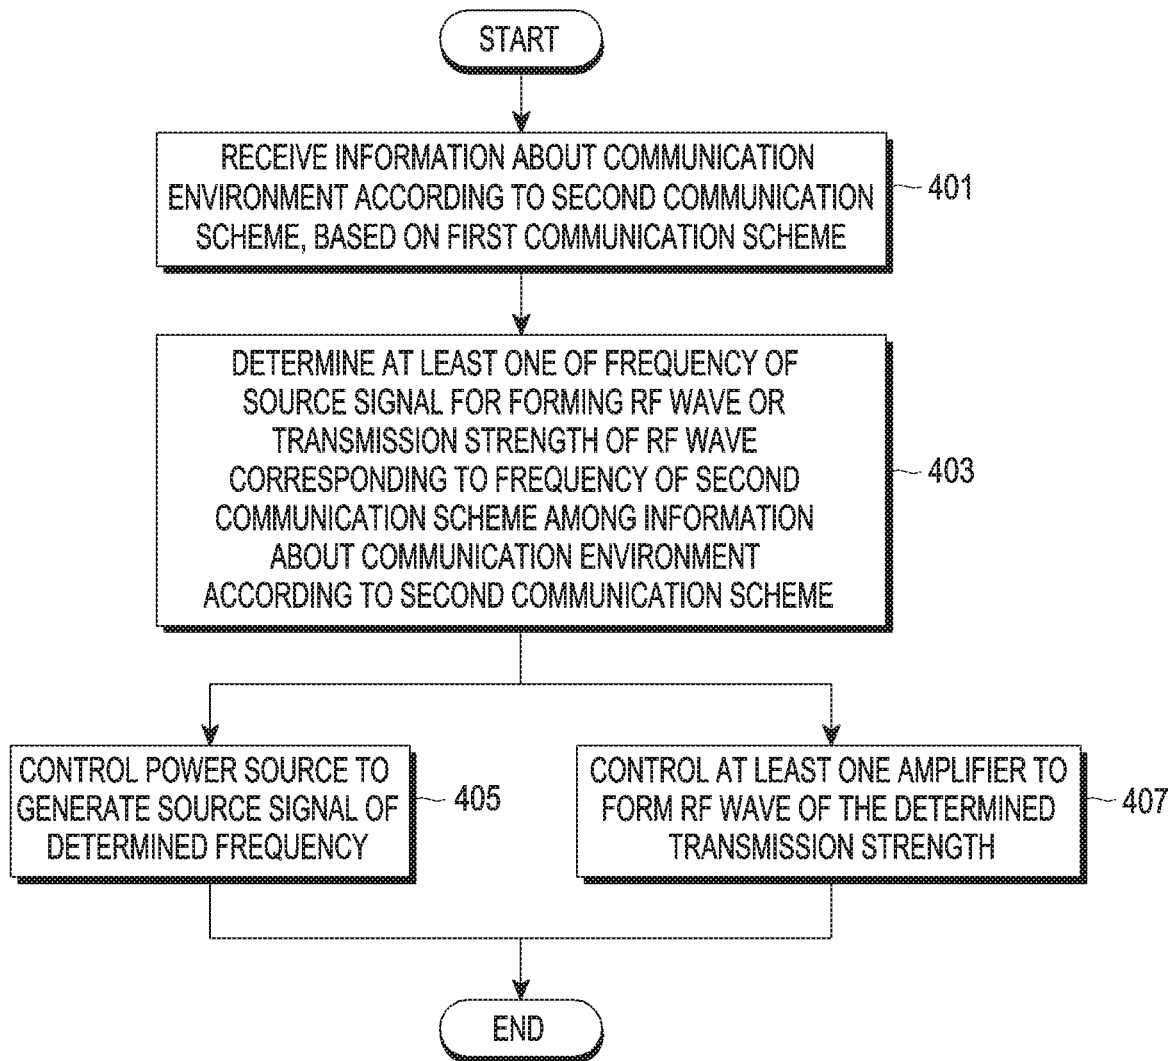 START
RECEIVE INFORMATION ABOUT COMMUNICATION
ENVIRONMENT ACCORDING TO SECOND COMMUNICATION
SCHEME, BASED ON FIRST COMMUNICATION SCHEME
401
DETERMINE AT LEAST ONE OF FREQUENCY OF
SOURCE SIGNAL FOR FORMING RF WAVE OR
TRANSMISSION STRENGTH OF RF WAVE
CORRESPONDING TO FREQUENCY OF SECOND
COMMUNICATION SCHEME AMONG INFORMATION
ABOUT COMMUNICATION ENVIRONMENT
ACCORDING TO SECOND COMMUNICATION SCHEME
403
CONTROL POWER SOURCE TO
GENERATE SOURCE SIGNAL OF
DETERMINED FREQUENCY
405
CONTROL AT LEAST ONE AMPLIFIER TO
FORM RF WAVE OF THE DETERMINED
TRANSMISSION STRENGTH
407
END